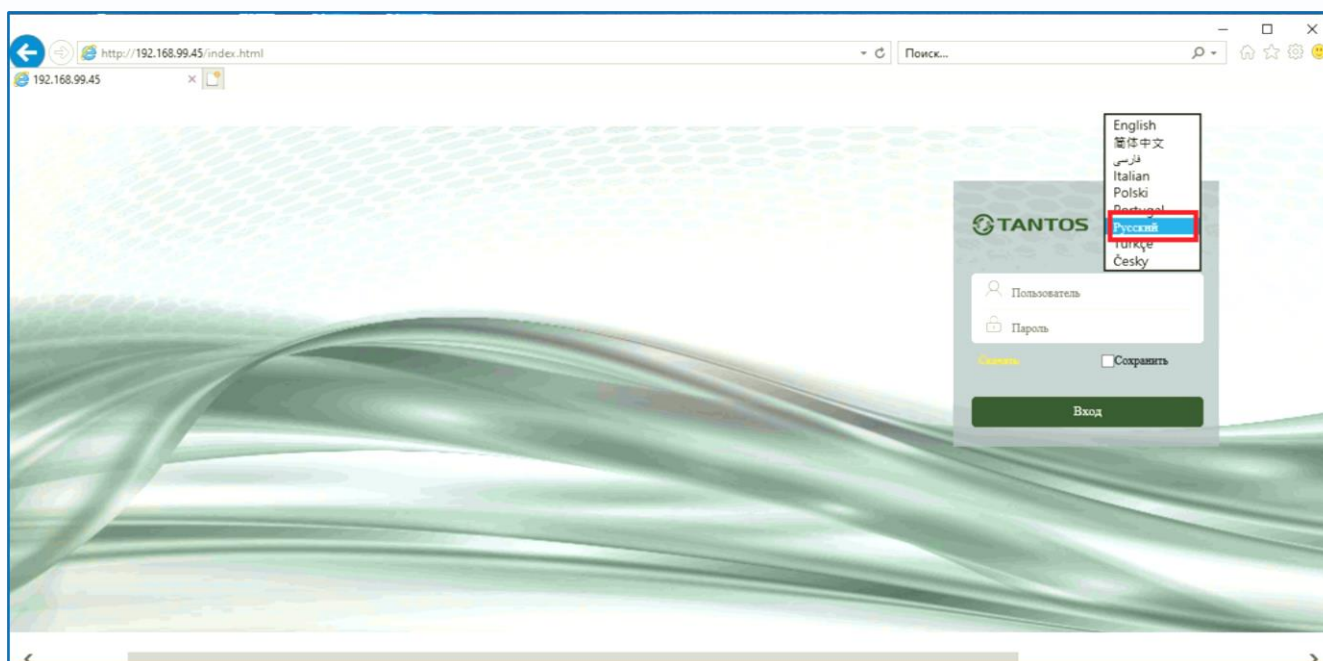 http://192.168.99.45/index.html
Поиск...
192.168.99.45
English
简体中文
فارسی
Italian
Polski
Portugal
Русский
Türkçe
Česky
TANTOS
Пользователь
Пароль
Скачать
Сохранить
Вход